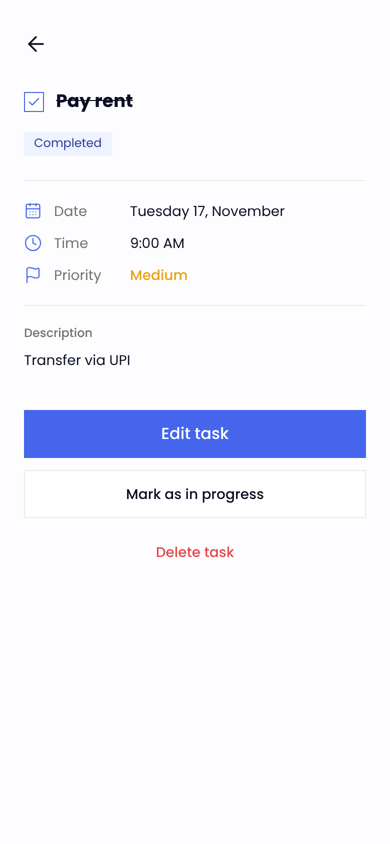 Pay rent
Completed
Date Tuesday 17, November
Time 9:00 AM
Priority Medium
Description
Transfer via UPI
Edit task
Mark as in progress
Delete task